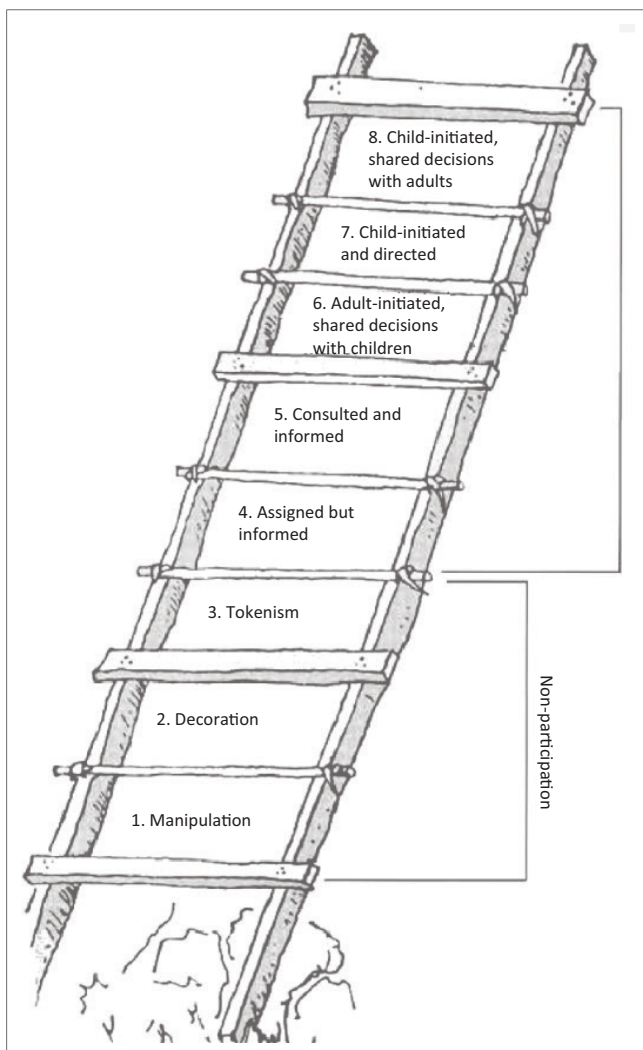 8. Child-initiated,
shared decisions
with adults
7. Child-initiated
and directed
6. Adult-initiated,
shared decisions
with children
5. Consulted and
informed
4. Assigned but
informed
3. Tokenism
2. Decoration
1. Manipulation
Non-participation